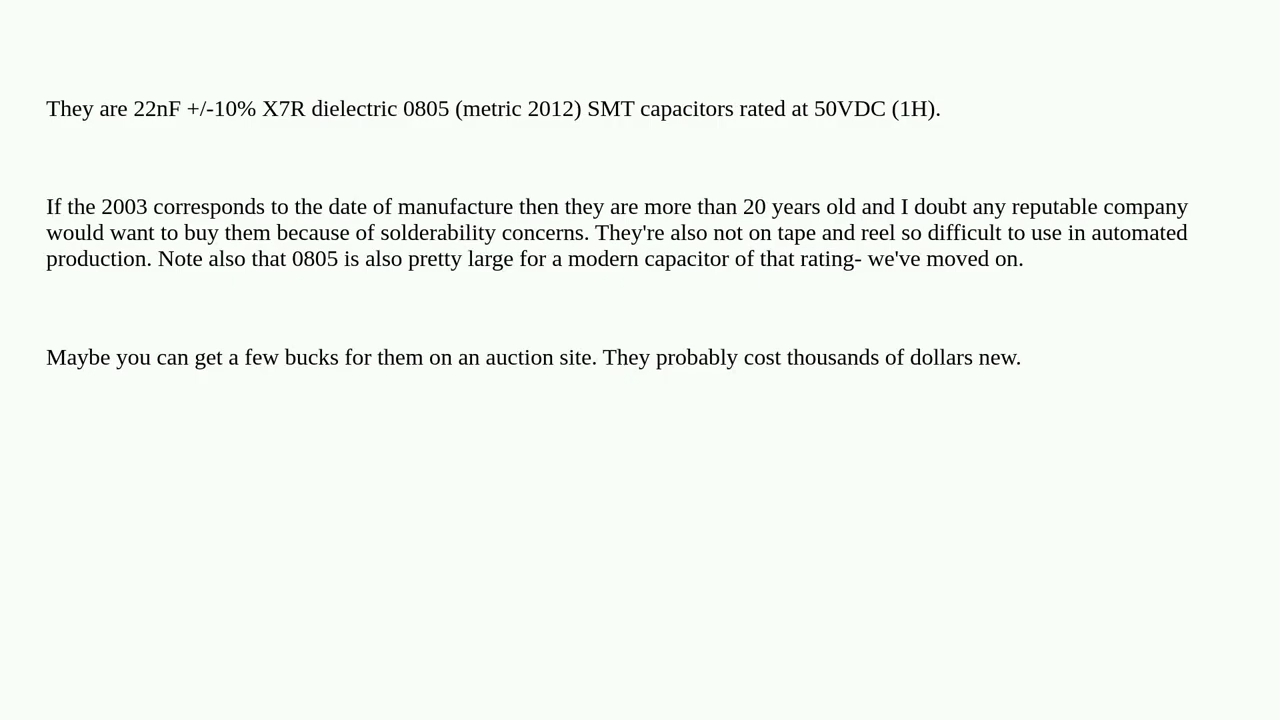 They are 22nF +/-10% X7R dielectric 0805 (metric 2012) SMT capacitors rated at 50VDC (1H).
If the 2003 corresponds to the date of manufacture then they are more than 20 years old and I doubt any reputable company
would want to buy them because of solderability concerns. They're also not on tape and reel so difficult to use in automated
production. Note also that 0805 is also pretty large for a modern capacitor of that rating- we've moved on.
Maybe you can get a few bucks for them on an auction site. They probably cost thousands of dollars new.